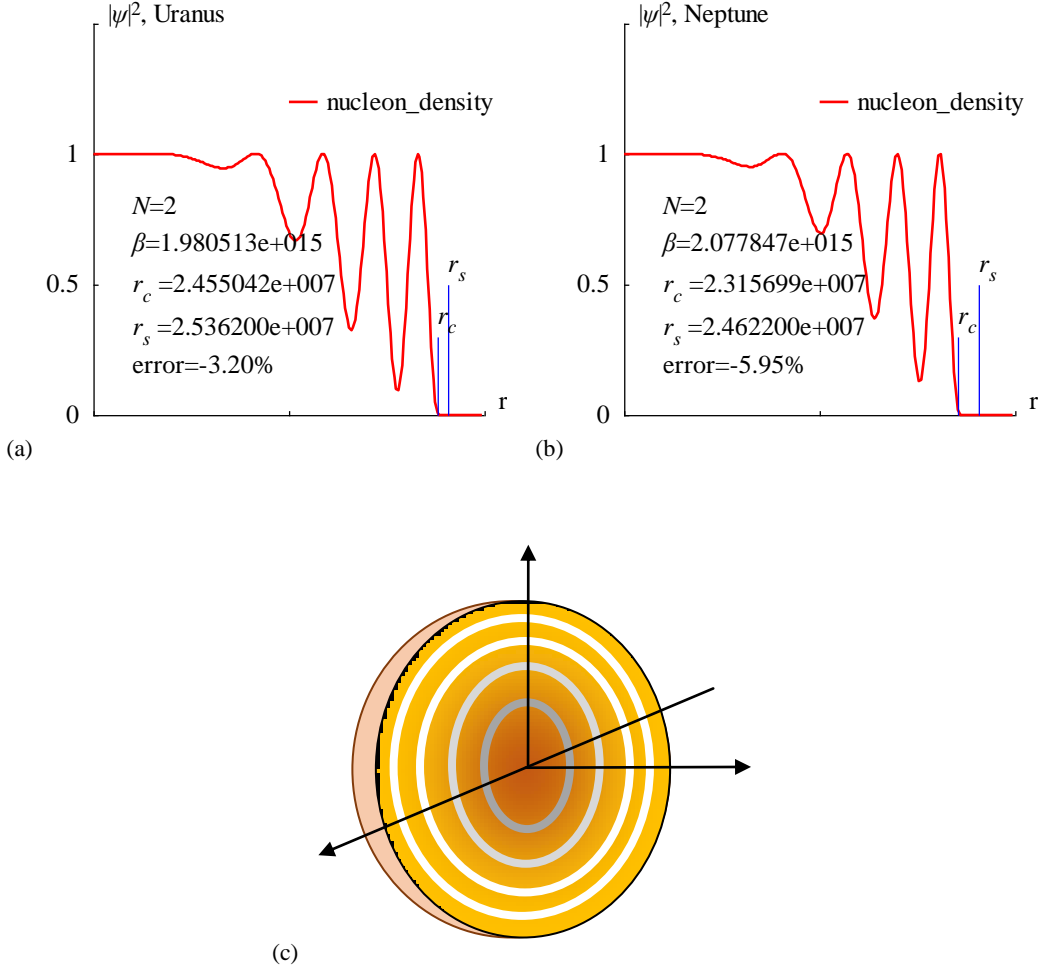 |ψ|², Uranus
nucleon_density
1
N=2
β=1.980513e+015
r_s
0.5
r_c =2.455042e+007
r_s =2.536200e+007
r_c
error=-3.20%
0
r
(a)
|ψ|², Neptune
nucleon_density
1
N=2
β=2.077847e+015
r_s
0.5
r_c =2.315699e+007
r_s =2.462200e+007
r_c
error=-5.95%
0
r
(b)
(c)